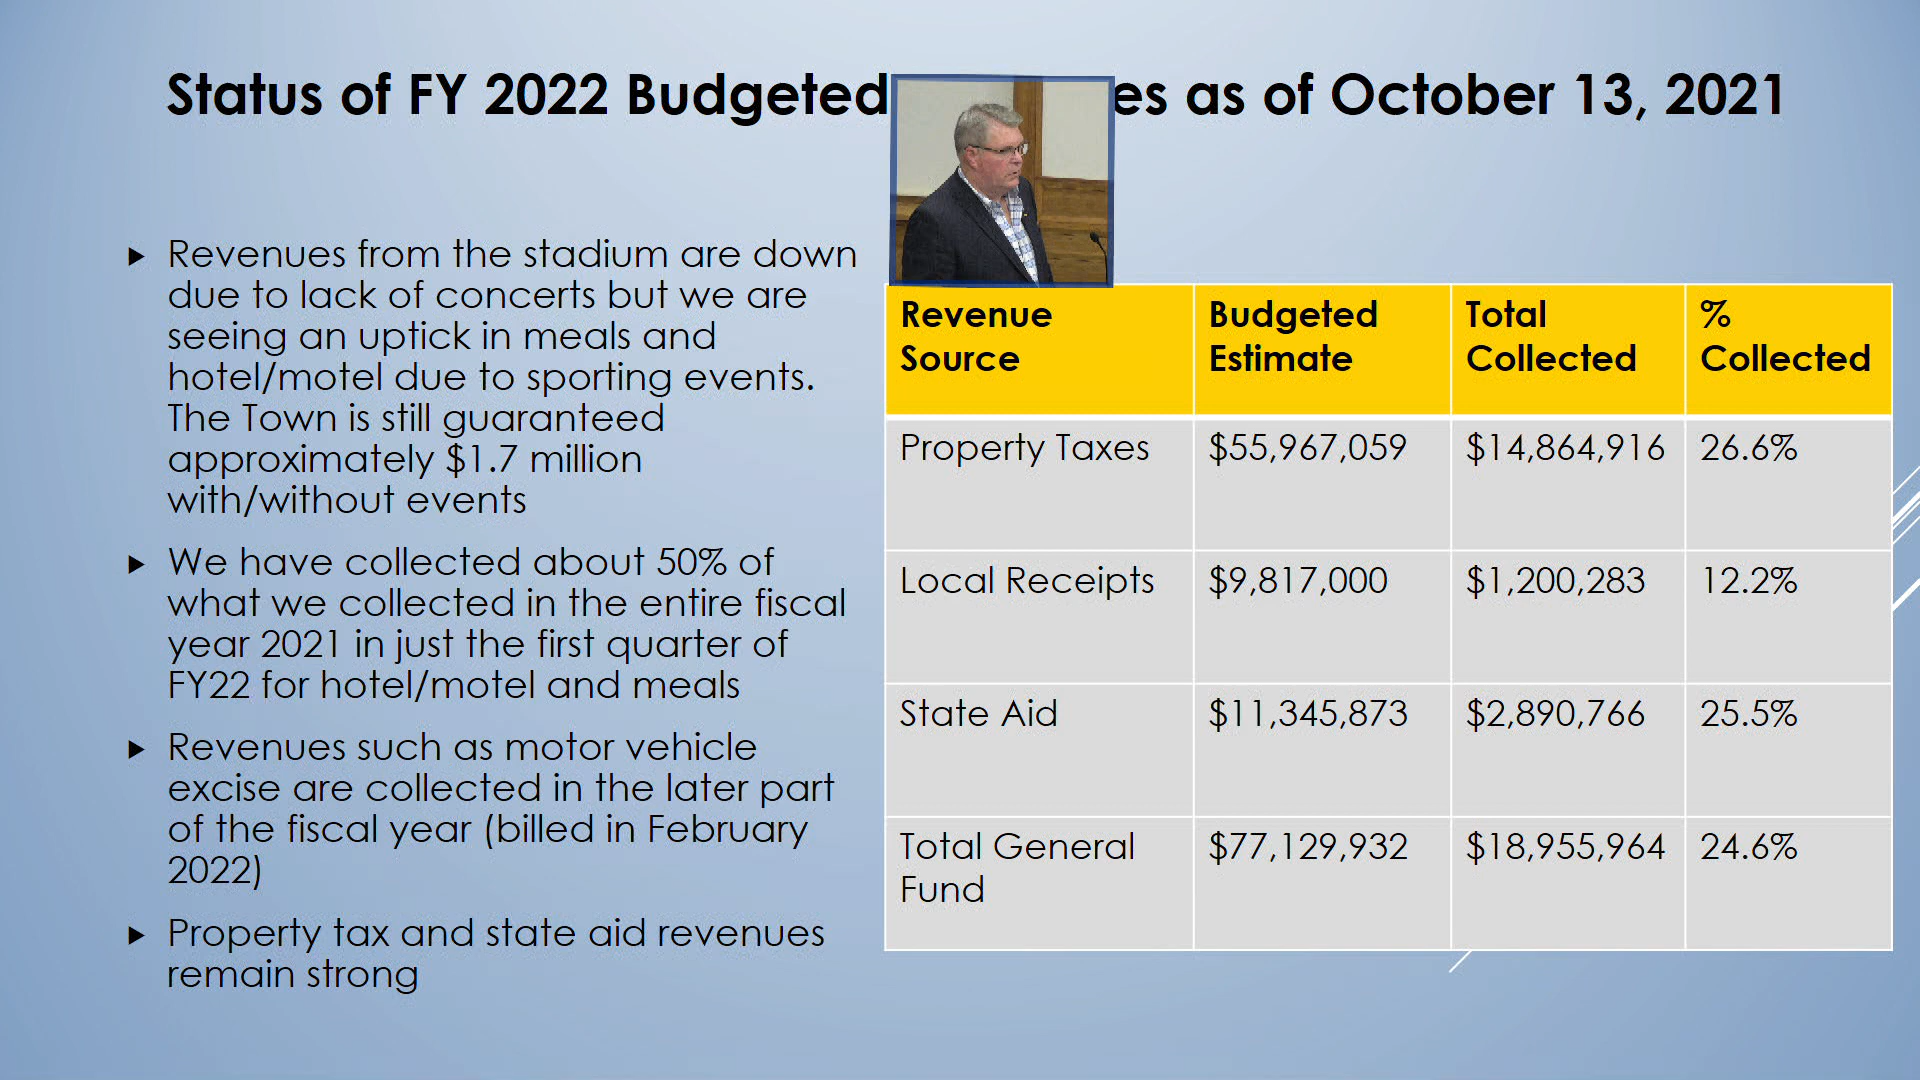 Status of FY 2022 Budgeted es as of October 13, 2021
▶ Revenues from the stadium are down
due to lack of concerts but we are
seeing an uptick in meals and
hotel/motel due to sporting events.
The Town is still guaranteed
approximately $1.7 million
with/without events
▶ We have collected about 50% of
what we collected in the entire fiscal
year 2021 in just the first quarter of
FY22 for hotel/motel and meals
▶ Revenues such as motor vehicle
excise are collected in the later part
of the fiscal year (billed in February
2022)
▶ Property tax and state aid revenues
remain strong
Revenue Source Budgeted Estimate Total Collected % Collected
Property Taxes $55,967,059 $14,864,916 26.6%
Local Receipts $9,817,000 $1,200,283 12.2%
State Aid $11,345,873 $2,890,766 25.5%
Total General Fund $77,129,932 $18,955,964 24.6%